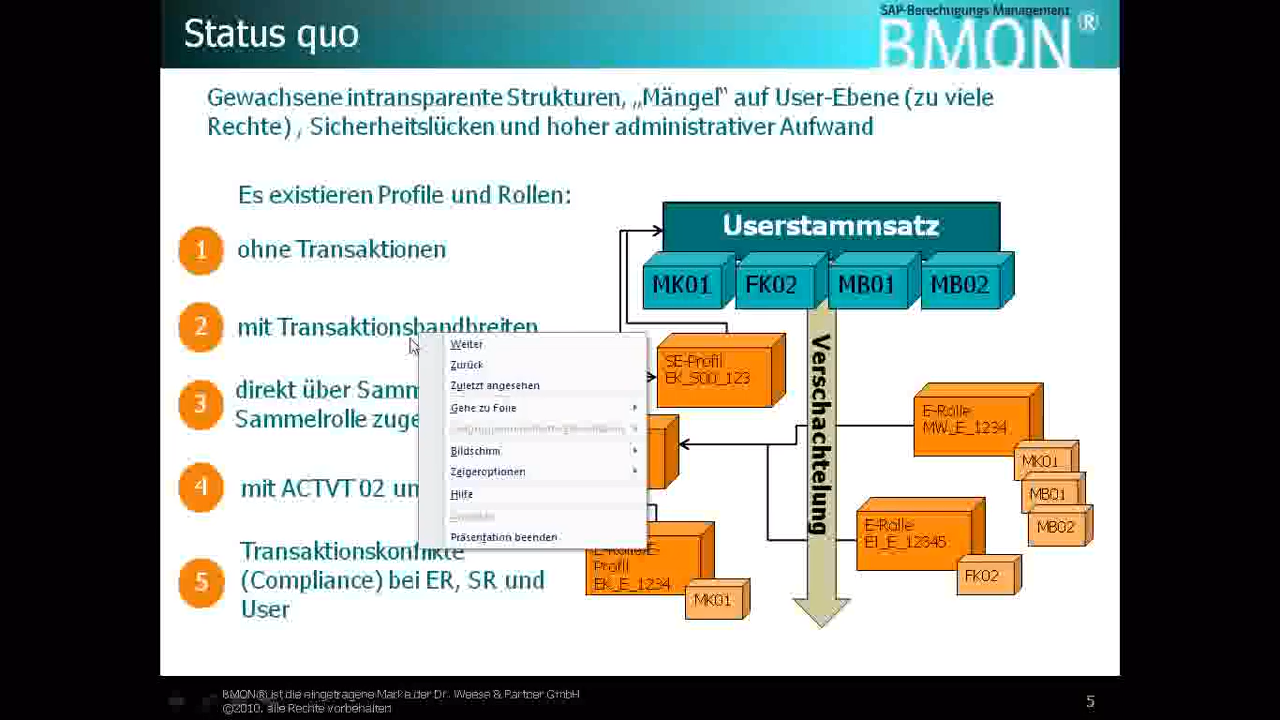 Status quo
SAP-Berechugungs Management
BMON®
Gewachsene intransparente Strukturen, „Mängel“ auf User-Ebene (zu viele
Rechte) , Sicherheitslücken und hoher administrativer Aufwand
Es existieren Profile und Rollen:
1 ohne Transaktionen
2 mit Transaktionsbandbreiten
3 direkt über Samm
Sammelrolle zuge
4 mit ACTVT 02 un
5 Transaktionskonflikte
(Compliance) bei ER, SR und
User
Weiter
Zurück
Zuletzt angesehen
Gehe zu Folie
Bildschirm
Zeigeroptionen
Hilfe
Präsentation beenden
Userstammsatz
MK01 FK02 MB01 MB02
Verschachtelung
SE-Profil
EK_S00_123
E-Rolle
MW_E_1234
MK01
MB01
MB02
E-Rolle
EI_E_12345
FK02
E-Rolle/E-
Profil
EK_E_1234
MK01
BMON® ist die eingetragene Marke der Dr. Weese & Partner GmbH
©2010, alle Rechte vorbehalten
5